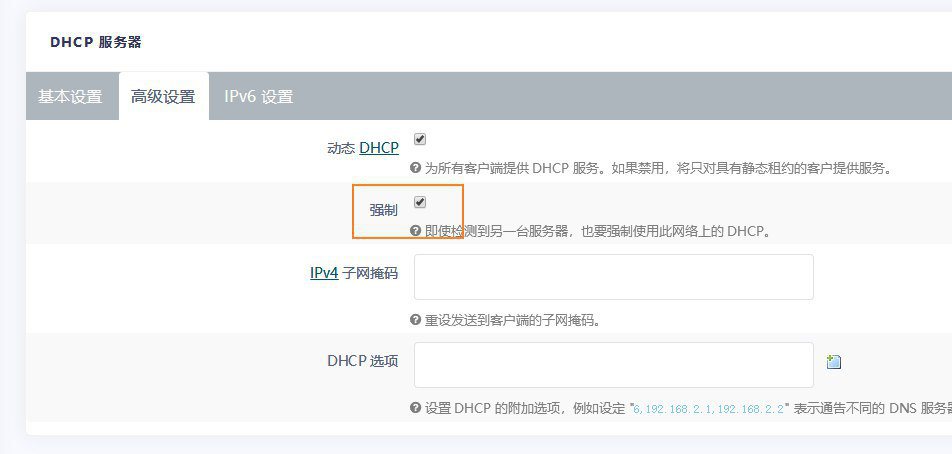 DHCP 服务器
基本设置 高级设置 IPv6 设置
动态 DHCP
为所有客户端提供 DHCP 服务。如果禁用，将只对具有静态租约的客户提供服务。
强制
即使检测到另一台服务器，也要强制使用此网络上的 DHCP。
IPv4 子网掩码
重设发送到客户端的子网掩码。
DHCP 选项
设置 DHCP 的附加选项，例如设定 "6,192.168.2.1,192.168.2.2" 表示通告不同的 DNS 服务器